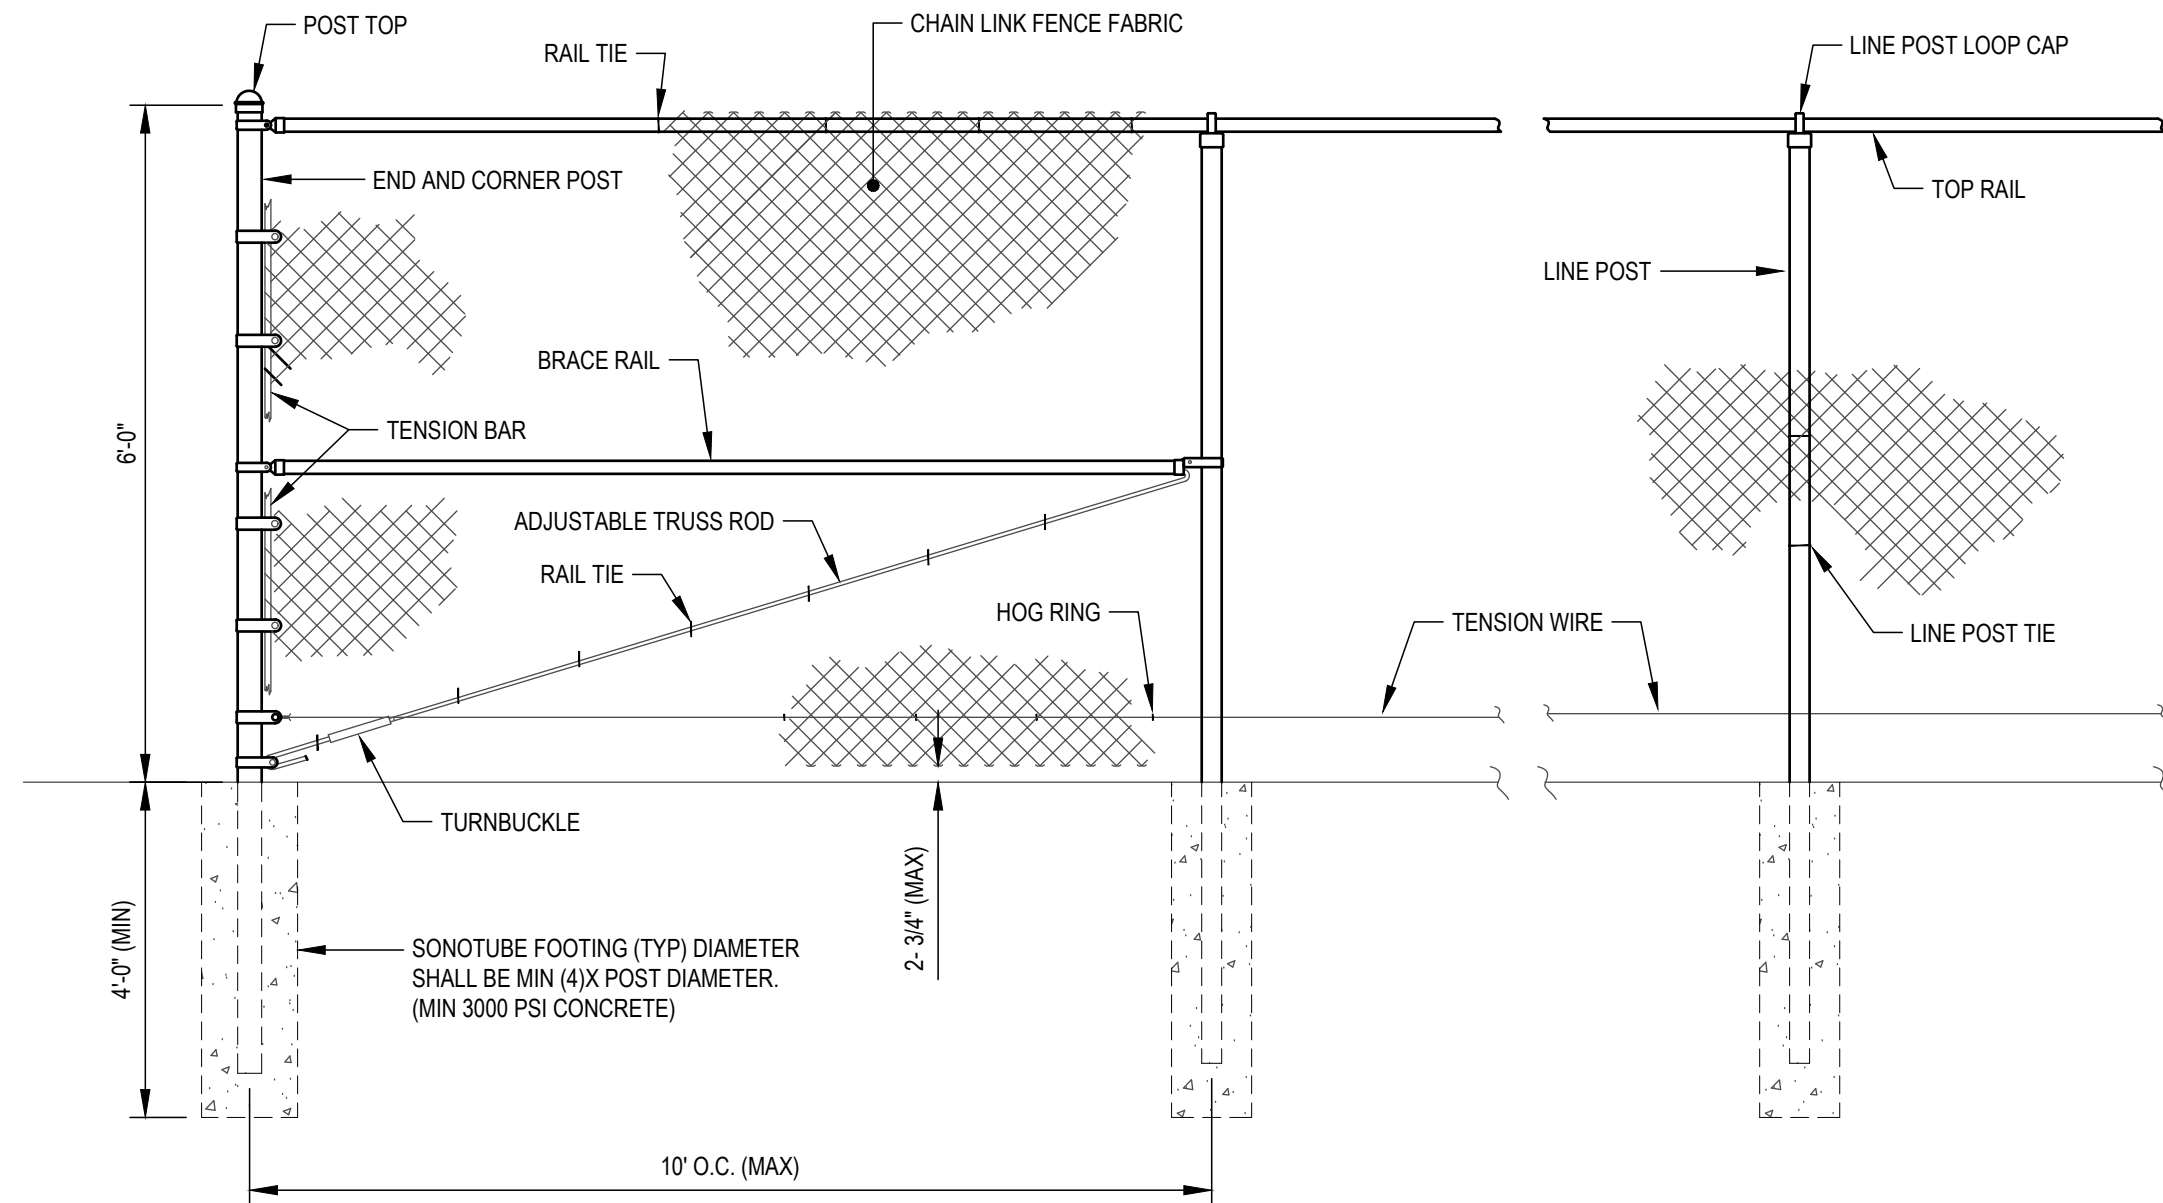 POST TOP
CHAIN LINK FENCE FABRIC
RAIL TIE
LINE POST LOOP CAP
END AND CORNER POST
TOP RAIL
LINE POST
BRACE RAIL
TENSION BAR
6'-0"
ADJUSTABLE TRUSS ROD
RAIL TIE
HOG RING
TENSION WIRE
LINE POST TIE
TURNBUCKLE
4'-0" (MIN)
2- 3/4" (MAX)
SONOTUBE FOOTING (TYP) DIAMETER
SHALL BE MIN (4)X POST DIAMETER.
(MIN 3000 PSI CONCRETE)
10' O.C. (MAX)